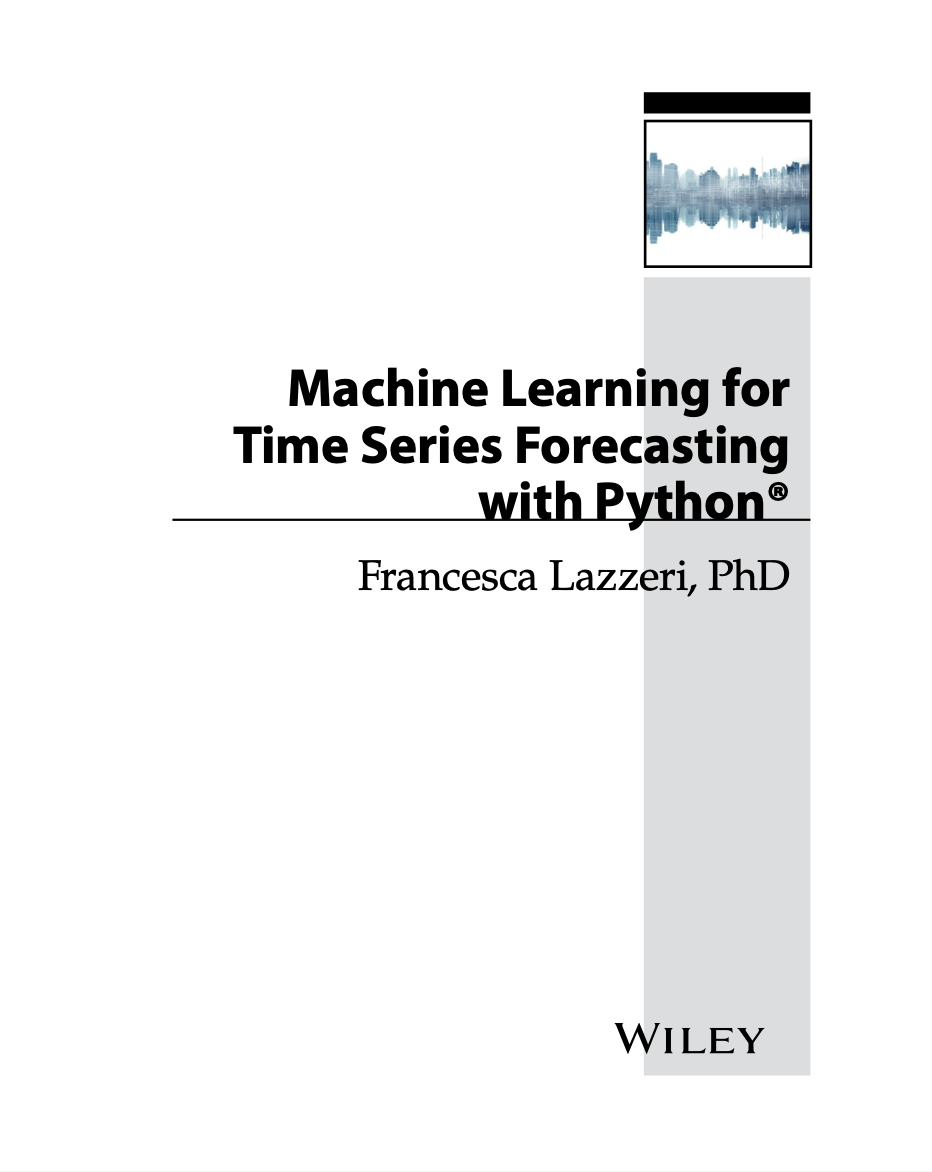 Machine Learning for
Time Series Forecasting
with Python®
Francesca Lazzeri, PhD
WILEY